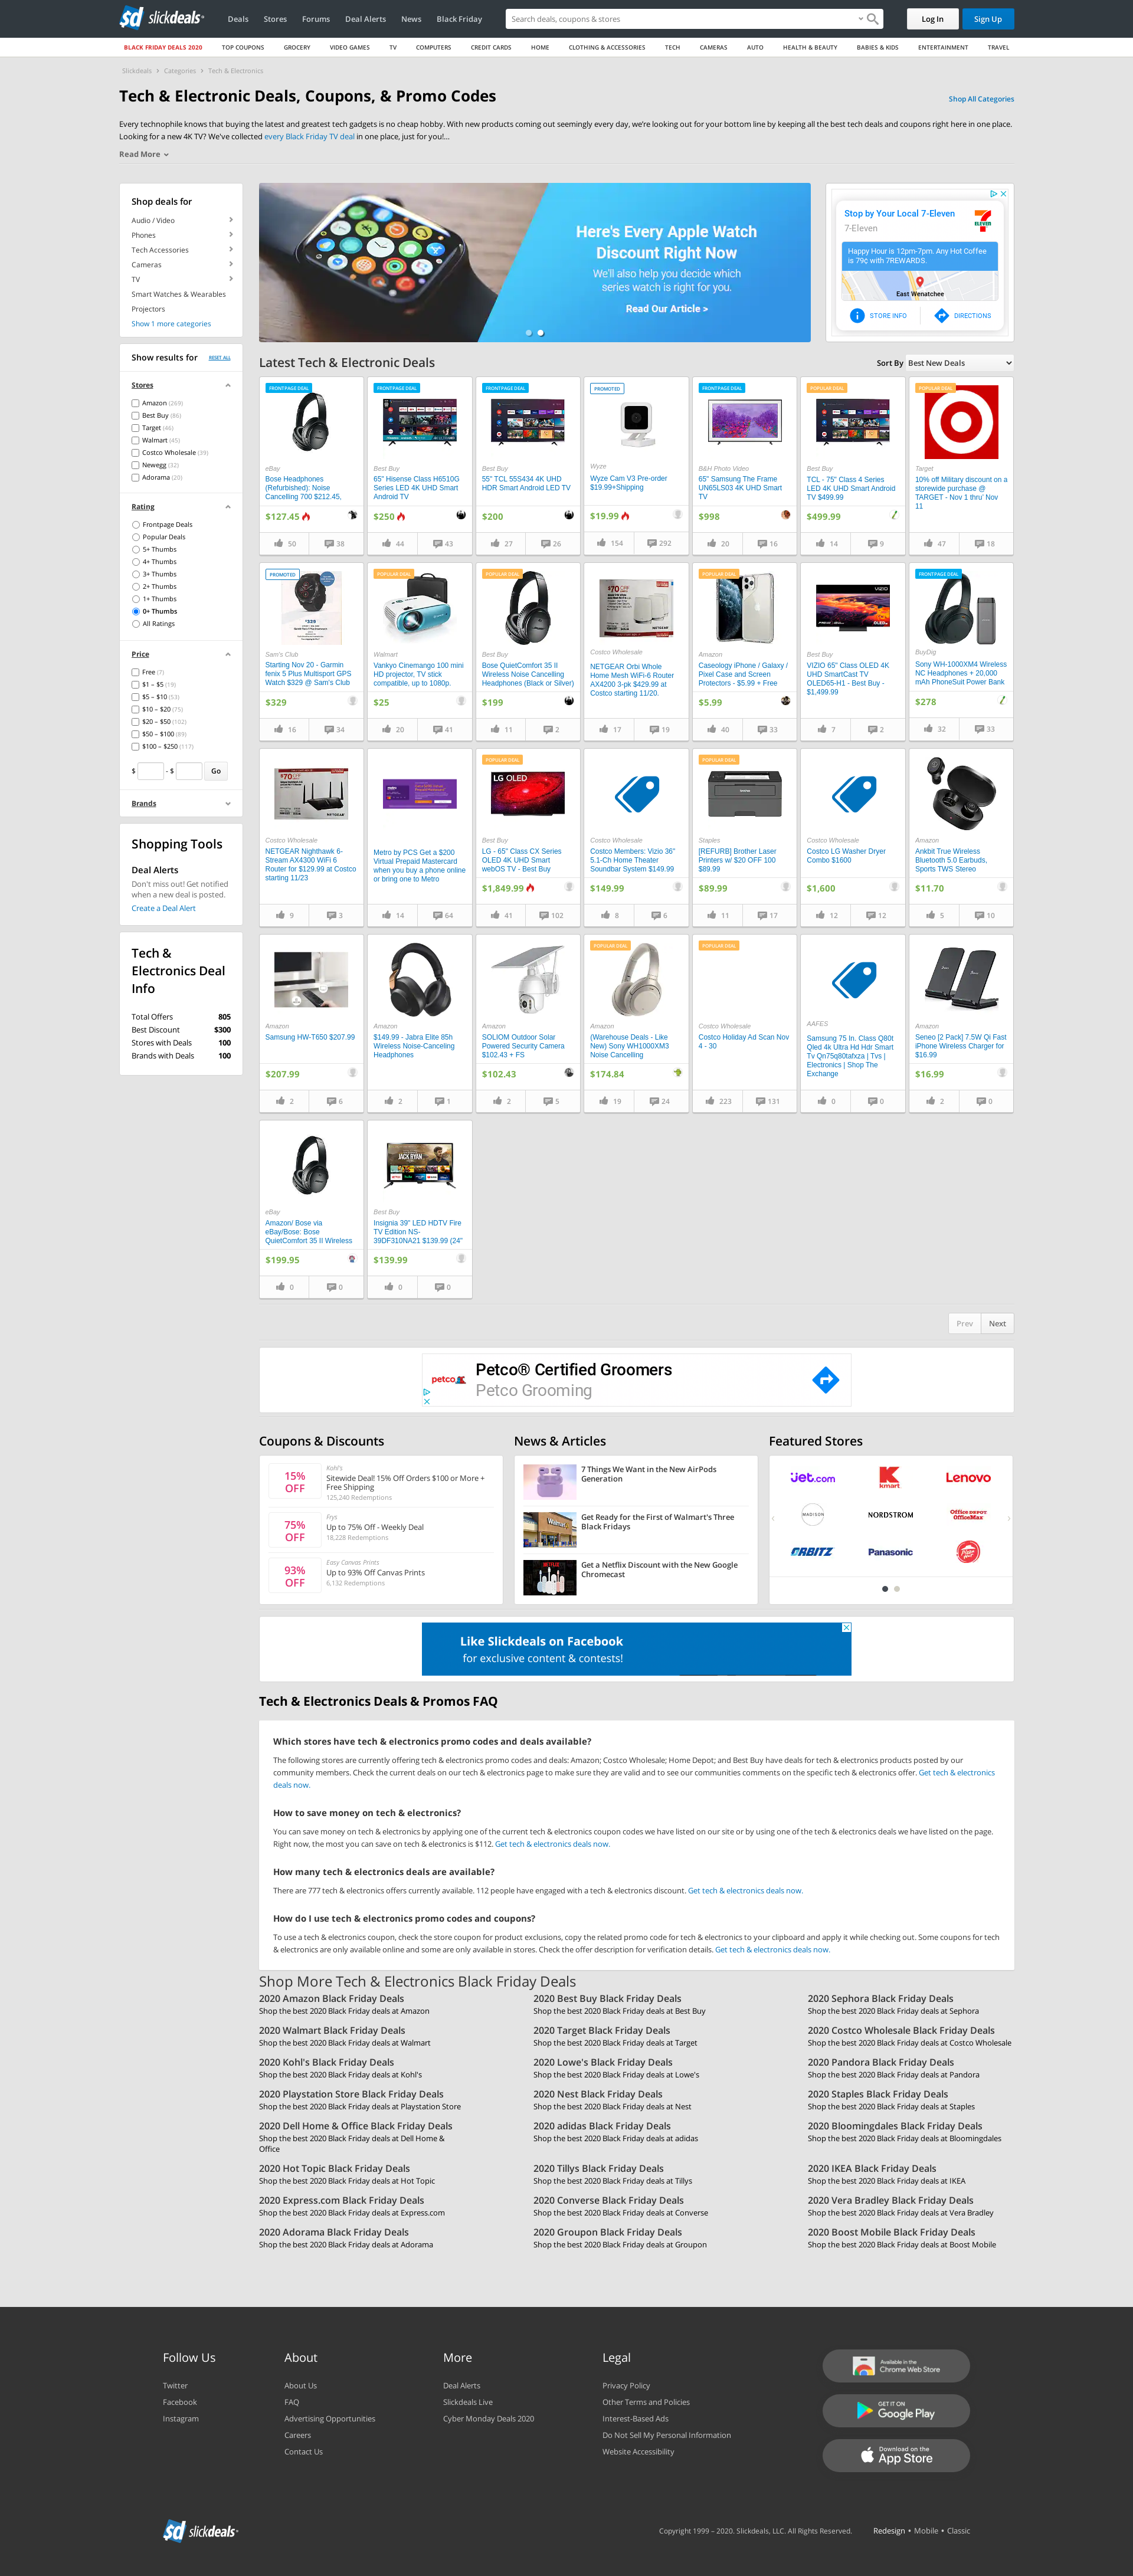 sd slickdeals
Deals
Stores
Forums
Deal Alerts
News
Black Friday
Search deals, coupons & stores
Log In
Sign Up
BLACK FRIDAY DEALS 2020
TOP COUPONS
GROCERY
VIDEO GAMES
TV
COMPUTERS
CREDIT CARDS
HOME
CLOTHING & ACCESSORIES
TECH
CAMERAS
AUTO
HEALTH & BEAUTY
BABIES & KIDS
ENTERTAINMENT
TRAVEL
Slickdeals > Categories > Tech & Electronics
Tech & Electronic Deals, Coupons, & Promo Codes
Shop All Categories
Every technophile knows that buying the latest and greatest tech gadgets is no cheap hobby. With new products coming out seemingly every day, we're looking out for your bottom line by keeping all the best tech deals and coupons right here in one place.
Looking for a new 4K TV? We've collected every Black Friday TV deal in one place, just for you!...
Read More
Shop deals for
Audio / Video
Phones
Tech Accessories
Cameras
TV
Smart Watches & Wearables
Projectors
Show 1 more categories
Show results for
RESET ALL
Stores
Amazon (269)
Best Buy (86)
Target (46)
Walmart (45)
Costco Wholesale (39)
Newegg (32)
Adorama (20)
Rating
Frontpage Deals
Popular Deals
5+ Thumbs
4+ Thumbs
3+ Thumbs
2+ Thumbs
1+ Thumbs
0+ Thumbs
All Ratings
Price
Free (7)
$1 – $5 (19)
$5 – $10 (53)
$10 – $20 (75)
$20 – $50 (102)
$50 – $100 (89)
$100 – $250 (117)
$ - $ Go
Brands
Shopping Tools
Deal Alerts
Don't miss out! Get notified
when a new deal is posted.
Create a Deal Alert
Tech &
Electronics Deal
Info
Total Offers 805
Best Discount $300
Stores with Deals 100
Brands with Deals 100
Here's Every Apple Watch
Discount Right Now
We'll also help you decide which
series watch is right for you.
Read Our Article >
Stop by Your Local 7-Eleven
7-Eleven
Happy Hour is 12pm-7pm. Any Hot Coffee
is 79¢ with 7REWARDS.
East Wenatchee
STORE INFO
DIRECTIONS
Latest Tech & Electronic Deals
Sort By Best New Deals
FRONTPAGE DEAL
eBay
Bose Headphones
(Refurbished): Noise
Cancelling 700 $212.45,
$127.45
50
38
FRONTPAGE DEAL
Best Buy
65" Hisense Class H6510G
Series LED 4K UHD Smart
Android TV
$250
44
43
FRONTPAGE DEAL
Best Buy
55" TCL 55S434 4K UHD
HDR Smart Android LED TV
$200
27
26
PROMOTED
Wyze
Wyze Cam V3 Pre-order
$19.99+Shipping
$19.99
154
292
FRONTPAGE DEAL
B&H Photo Video
65" Samsung The Frame
UN65LS03 4K UHD Smart
TV
$998
20
16
POPULAR DEAL
Best Buy
TCL - 75" Class 4 Series
LED 4K UHD Smart Android
TV $499.99
$499.99
14
9
POPULAR DEAL
Target
10% off Military discount on a
storewide purchase @
TARGET - Nov 1 thru' Nov
11
47
18
PROMOTED
$329
Sam's Club
Starting Nov 20 - Garmin
fenix 5 Plus Multisport GPS
Watch $329 @ Sam's Club
$329
16
34
POPULAR DEAL
Walmart
Vankyo Cinemango 100 mini
HD projector, TV stick
compatible, up to 1080p.
$25
20
41
POPULAR DEAL
Best Buy
Bose QuietComfort 35 II
Wireless Noise Cancelling
Headphones (Black or Silver)
$199
11
2
$70 OFF
Costco Wholesale
NETGEAR Orbi Whole
Home Mesh WiFi-6 Router
AX4200 3-pk $429.99 at
Costco starting 11/20.
17
19
POPULAR DEAL
Amazon
Caseology iPhone / Galaxy /
Pixel Case and Screen
Protectors - $5.99 + Free
$5.99
40
33
VIZIO
OLED
Best Buy
VIZIO 65" Class OLED 4K
UHD SmartCast TV
OLED65-H1 - Best Buy -
$1,499.99
7
2
FRONTPAGE DEAL
BuyDig
Sony WH-1000XM4 Wireless
NC Headphones + 20,000
mAh PhoneSuit Power Bank
$278
32
33
$70 OFF
Costco Wholesale
NETGEAR Nighthawk 6-
Stream AX4300 WiFi 6
Router for $129.99 at Costco
starting 11/23
9
3
Metro by PCS Get a $200
Virtual Prepaid Mastercard
when you buy a phone online
or bring one to Metro
14
64
POPULAR DEAL
LG OLED
Best Buy
LG - 65" Class CX Series
OLED 4K UHD Smart
webOS TV - Best Buy
$1,849.99
41
102
Costco Wholesale
Costco Members: Vizio 36"
5.1-Ch Home Theater
Soundbar System $149.99
$149.99
8
6
POPULAR DEAL
Staples
[REFURB] Brother Laser
Printers w/ $20 OFF 100
$89.99
$89.99
11
17
Costco Wholesale
Costco LG Washer Dryer
Combo $1600
$1,600
12
12
Amazon
Ankbit True Wireless
Bluetooth 5.0 Earbuds,
Sports TWS Stereo
$11.70
5
10
Amazon
Samsung HW-T650 $207.99
$207.99
2
6
Amazon
$149.99 - Jabra Elite 85h
Wireless Noise-Canceling
Headphones
2
1
Amazon
SOLIOM Outdoor Solar
Powered Security Camera
$102.43 + FS
$102.43
2
5
POPULAR DEAL
Amazon
(Warehouse Deals - Like
New) Sony WH1000XM3
Noise Cancelling
$174.84
19
24
POPULAR DEAL
Costco Wholesale
Costco Holiday Ad Scan Nov
4 - 30
223
131
AAFES
Samsung 75 In. Class Q80t
Qled 4k Ultra Hd Hdr Smart
Tv Qn75q80tafxza | Tvs |
Electronics | Shop The
Exchange
0
0
Amazon
Seneo [2 Pack] 7.5W Qi Fast
iPhone Wireless Charger for
$16.99
$16.99
2
0
eBay
Amazon/ Bose via
eBay/Bose: Bose
QuietComfort 35 II Wireless
$199.95
0
0
JACK RYAN
Best Buy
Insignia 39" LED HDTV Fire
TV Edition NS-
39DF310NA21 $139.99 (24"
$139.99
0
0
Prev
Next
petco
Petco® Certified Groomers
Petco Grooming
Coupons & Discounts
15%
OFF
Kohl's
Sitewide Deal! 15% Off Orders $100 or More +
Free Shipping
125,240 Redemptions
75%
OFF
Frys
Up to 75% Off - Weekly Deal
18,228 Redemptions
93%
OFF
Easy Canvas Prints
Up to 93% Off Canvas Prints
6,132 Redemptions
News & Articles
7 Things We Want in the New AirPods
Generation
Walmart
Get Ready for the First of Walmart's Three
Black Fridays
Get a Netflix Discount with the New Google
Chromecast
Featured Stores
jet.com
kmart
Lenovo
MADISON
NORDSTROM
Office DEPOT
OfficeMax
ORBITZ
Panasonic
Pizza Hut
Like Slickdeals on Facebook
for exclusive content & contests!
Tech & Electronics Deals & Promos FAQ
Which stores have tech & electronics promo codes and deals available?
The following stores are currently offering tech & electronics promo codes and deals: Amazon; Costco Wholesale; Home Depot; and Best Buy have deals for tech & electronics products posted by our
community members. Check the current deals on our tech & electronics page to make sure they are valid and to see our communities comments on the specific tech & electronics offer. Get tech & electronics
deals now.
How to save money on tech & electronics?
You can save money on tech & electronics by applying one of the current tech & electronics coupon codes we have listed on our site or by using one of the tech & electronics deals we have listed on the page.
Right now, the most you can save on tech & electronics is $112. Get tech & electronics deals now.
How many tech & electronics deals are available?
There are 777 tech & electronics offers currently available. 112 people have engaged with a tech & electronics discount. Get tech & electronics deals now.
How do I use tech & electronics promo codes and coupons?
To use a tech & electronics coupon, check the store coupon for product exclusions, copy the related promo code for tech & electronics to your clipboard and apply it while checking out. Some coupons for tech
& electronics are only available online and some are only available in stores. Check the offer description for verification details. Get tech & electronics deals now.
Shop More Tech & Electronics Black Friday Deals
2020 Amazon Black Friday Deals
Shop the best 2020 Black Friday deals at Amazon
2020 Best Buy Black Friday Deals
Shop the best 2020 Black Friday deals at Best Buy
2020 Sephora Black Friday Deals
Shop the best 2020 Black Friday deals at Sephora
2020 Walmart Black Friday Deals
Shop the best 2020 Black Friday deals at Walmart
2020 Target Black Friday Deals
Shop the best 2020 Black Friday deals at Target
2020 Costco Wholesale Black Friday Deals
Shop the best 2020 Black Friday deals at Costco Wholesale
2020 Kohl's Black Friday Deals
Shop the best 2020 Black Friday deals at Kohl's
2020 Lowe's Black Friday Deals
Shop the best 2020 Black Friday deals at Lowe's
2020 Pandora Black Friday Deals
Shop the best 2020 Black Friday deals at Pandora
2020 Playstation Store Black Friday Deals
Shop the best 2020 Black Friday deals at Playstation Store
2020 Nest Black Friday Deals
Shop the best 2020 Black Friday deals at Nest
2020 Staples Black Friday Deals
Shop the best 2020 Black Friday deals at Staples
2020 Dell Home & Office Black Friday Deals
Shop the best 2020 Black Friday deals at Dell Home &
Office
2020 adidas Black Friday Deals
Shop the best 2020 Black Friday deals at adidas
2020 Bloomingdales Black Friday Deals
Shop the best 2020 Black Friday deals at Bloomingdales
2020 Hot Topic Black Friday Deals
Shop the best 2020 Black Friday deals at Hot Topic
2020 Tillys Black Friday Deals
Shop the best 2020 Black Friday deals at Tillys
2020 IKEA Black Friday Deals
Shop the best 2020 Black Friday deals at IKEA
2020 Express.com Black Friday Deals
Shop the best 2020 Black Friday deals at Express.com
2020 Converse Black Friday Deals
Shop the best 2020 Black Friday deals at Converse
2020 Vera Bradley Black Friday Deals
Shop the best 2020 Black Friday deals at Vera Bradley
2020 Adorama Black Friday Deals
Shop the best 2020 Black Friday deals at Adorama
2020 Groupon Black Friday Deals
Shop the best 2020 Black Friday deals at Groupon
2020 Boost Mobile Black Friday Deals
Shop the best 2020 Black Friday deals at Boost Mobile
Follow Us
Twitter
Facebook
Instagram
About
About Us
FAQ
Advertising Opportunities
Careers
Contact Us
More
Deal Alerts
Slickdeals Live
Cyber Monday Deals 2020
Legal
Privacy Policy
Other Terms and Policies
Interest-Based Ads
Do Not Sell My Personal Information
Website Accessibility
Available in the
Chrome Web Store
GET IT ON
Google Play
Download on the
App Store
sd slickdeals
Copyright 1999 – 2020. Slickdeals, LLC. All Rights Reserved.
Redesign • Mobile • Classic